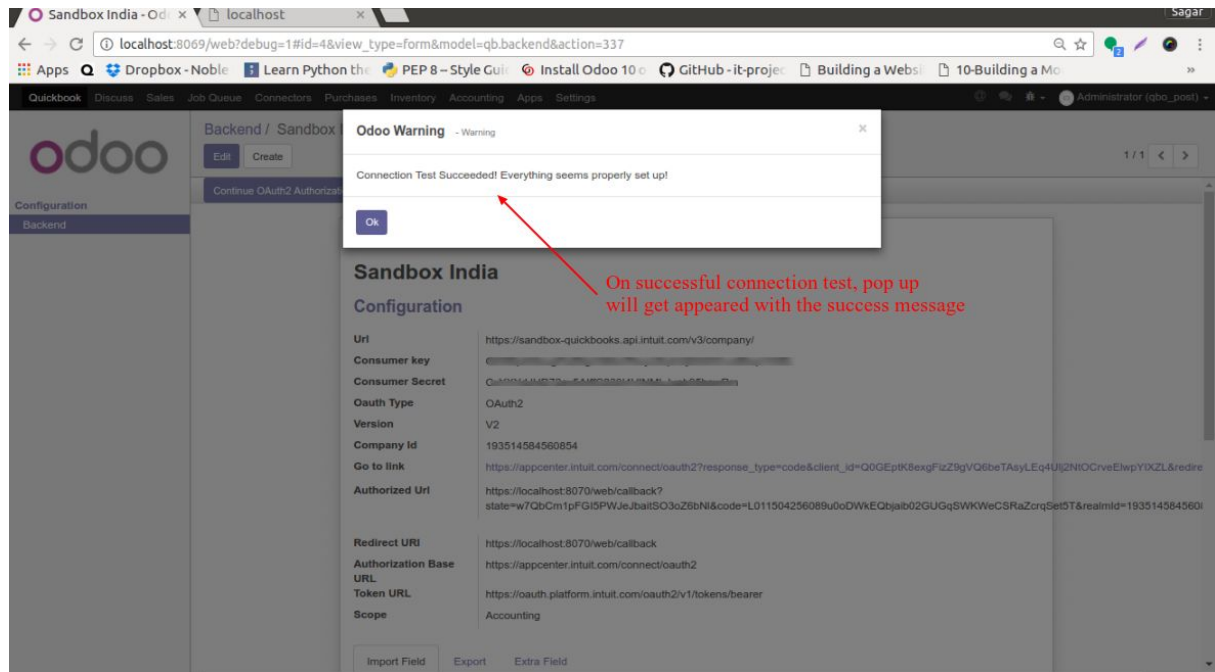 Sandbox India - Od
localhost
Sagar
localhost:8069/web?debug=1#id=4&view_type=form&model=qb.backend&action=337
Apps Dropbox - Noble Learn Python the PEP 8 – Style Gui Install Odoo 10 o GitHub - it-projec Building a Websi 10-Building a Mo »
Quickbook Discuss Sales Job Queue Connectors Purchases Inventory Accounting Apps Settings Administrator (qbo_post)
odoo
Backend / Sandbox I
Edit Create
1 / 1
Continue OAuth2 Authorizati
Configuration
Backend
Odoo Warning - Warning ×
Connection Test Succeeded! Everything seems properly set up!
Ok
On successful connection test, pop up
will get appeared with the success message
Sandbox India
Configuration
Url https://sandbox-quickbooks.api.intuit.com/v3/company/
Consumer key
Consumer Secret
Oauth Type OAuth2
Version V2
Company Id 193514584560854
Go to link https://appcenter.intuit.com/connect/oauth2?response_type=code&client_id=
Authorized Url https://localhost:8070/web/callback?
Redirect URI https://localhost:8070/web/callback
Authorization Base https://appcenter.intuit.com/connect/oauth2
URL
Token URL https://oauth.platform.intuit.com/oauth2/v1/tokens/bearer
Scope Accounting
Import Field Export Extra Field